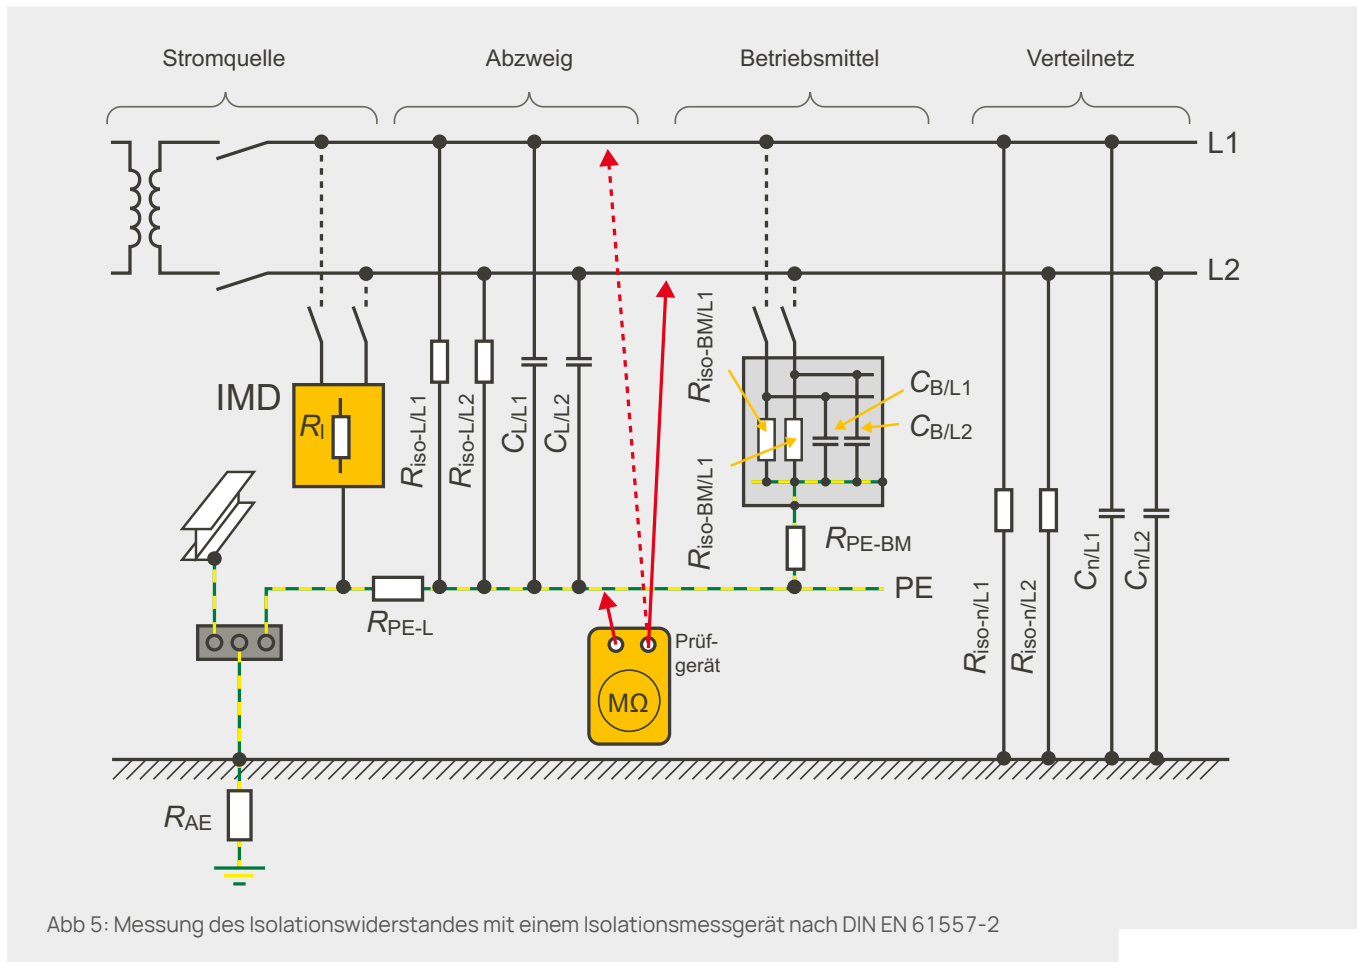 Stromquelle
Abzweig
Betriebsmittel
Verteilnetz
L1
L2
IMD
RI
Riso-L/L1
Riso-L/L2
CL/L1
CL/L2
Riso-BM/L1
Riso-BM/L1
CB/L1
CB/L2
RPE-BM
Riso-n/L1
Riso-n/L2
Cn/L1
Cn/L2
PE
RPE-L
Prüf-
gerät
MΩ
RAE
Abb 5: Messung des Isolationswiderstandes mit einem Isolationsmessgerät nach DIN EN 61557-2